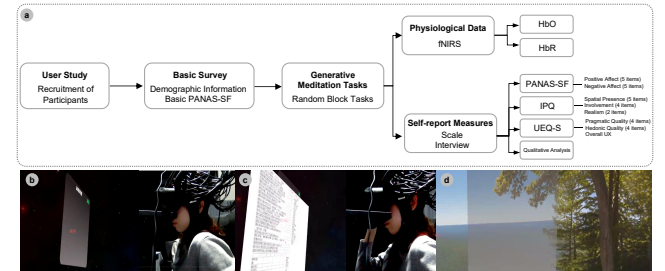 a
User Study
Recruitment of
Participants
Basic Survey
Demographic Information
Basic PANAS-SF
Generative
Meditation Tasks
Random Block Tasks
Physiological Data
fNIRS
HbO
HbR
Self-report Measures
Scale
Interview
PANAS-SF
Positive Affect (5 items)
Negative Affect (5 items)
IPQ
Spatial Presence (5 items)
Involvement (4 items)
Realism (2 items)
UEQ-S
Pragmatic Quality (4 items)
Hedonic Quality (4 items)
Overall UX
Qualitative Analysis
b
c
d